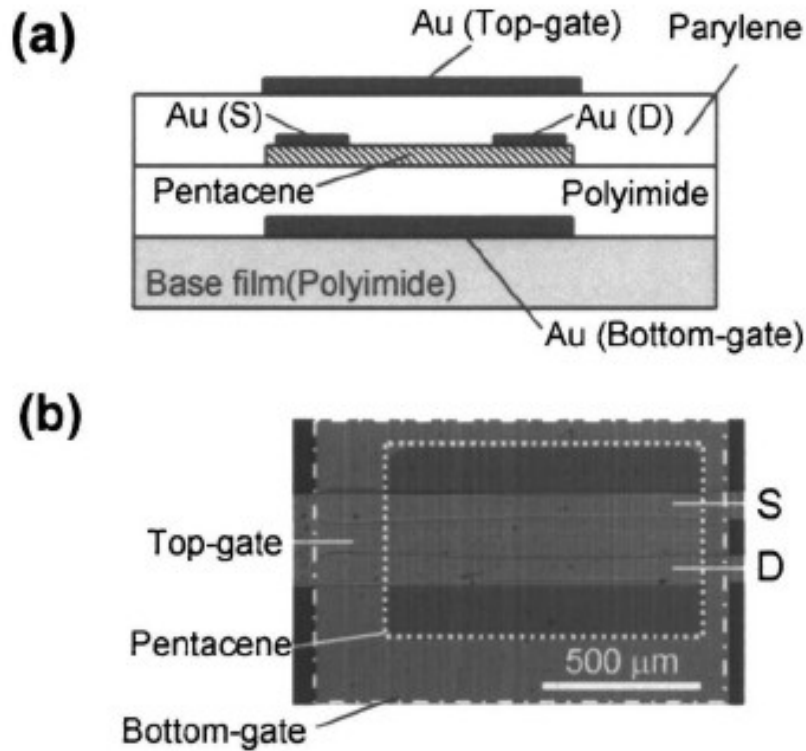 (a)
Au (Top-gate)
Parylene
Au (S)
Au (D)
Pentacene
Polyimide
Base film(Polyimide)
Au (Bottom-gate)
(b)
S
Top-gate
D
Pentacene
500 μm
Bottom-gate